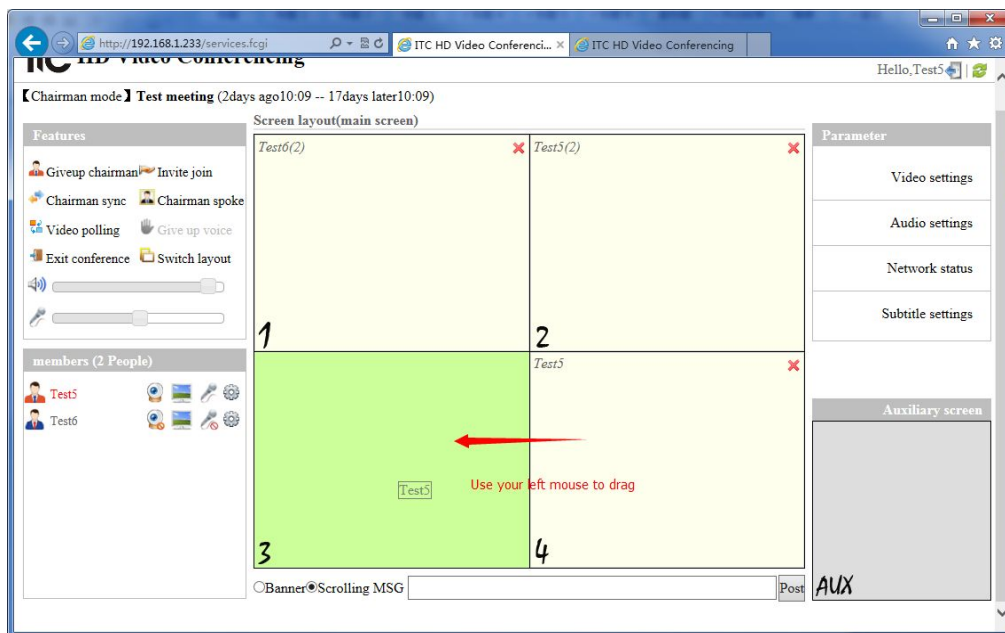 http://192.168.1.233/services.fcgi
ITC HD Video Conferenci...
ITC HD Video Conferencing
ITC HD Video Conferencing
Hello,Test5
【Chairman mode】 Test meeting (2days ago10:09 -- 17days later10:09)
Screen layout(main screen)
Features
Giveup chairman
Invite join
Chairman sync
Chairman spoke
Video polling
Give up voice
Exit conference
Switch layout
members (2 People)
Test5
Test6
Test6(2)
Test5(2)
1
2
Test5
Test5
Use your left mouse to drag
3
4
Banner
Scrolling MSG
Post
Parameter
Video settings
Audio settings
Network status
Subtitle settings
Auxiliary screen
AUX